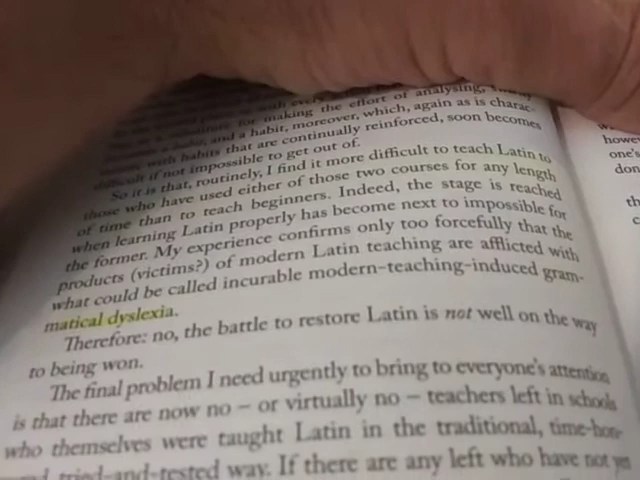 for making the effort of analysing,
and a habit, moreover, which, again as is charac-
with habits that are continually reinforced, soon becomes
difficult if not impossible to get out of.
So it is that, routinely, I find it more difficult to teach Latin to
those who have used either of those two courses for any length
of time than to teach beginners. Indeed, the stage is reached
when learning Latin properly has become next to impossible for
the former. My experience confirms only too forcefully that the
products (victims?) of modern Latin teaching are afflicted with
what could be called incurable modern-teaching-induced gram-
matical dyslexia.
Therefore: no, the battle to restore Latin is not well on the way
to being won.
The final problem I need urgently to bring to everyone's attention
is that there are now no – or virtually no – teachers left in schools
who themselves were taught Latin in the traditional, time-hon-
tried-and-tested way. If there are any left who have not yet
howe
one's
don
th